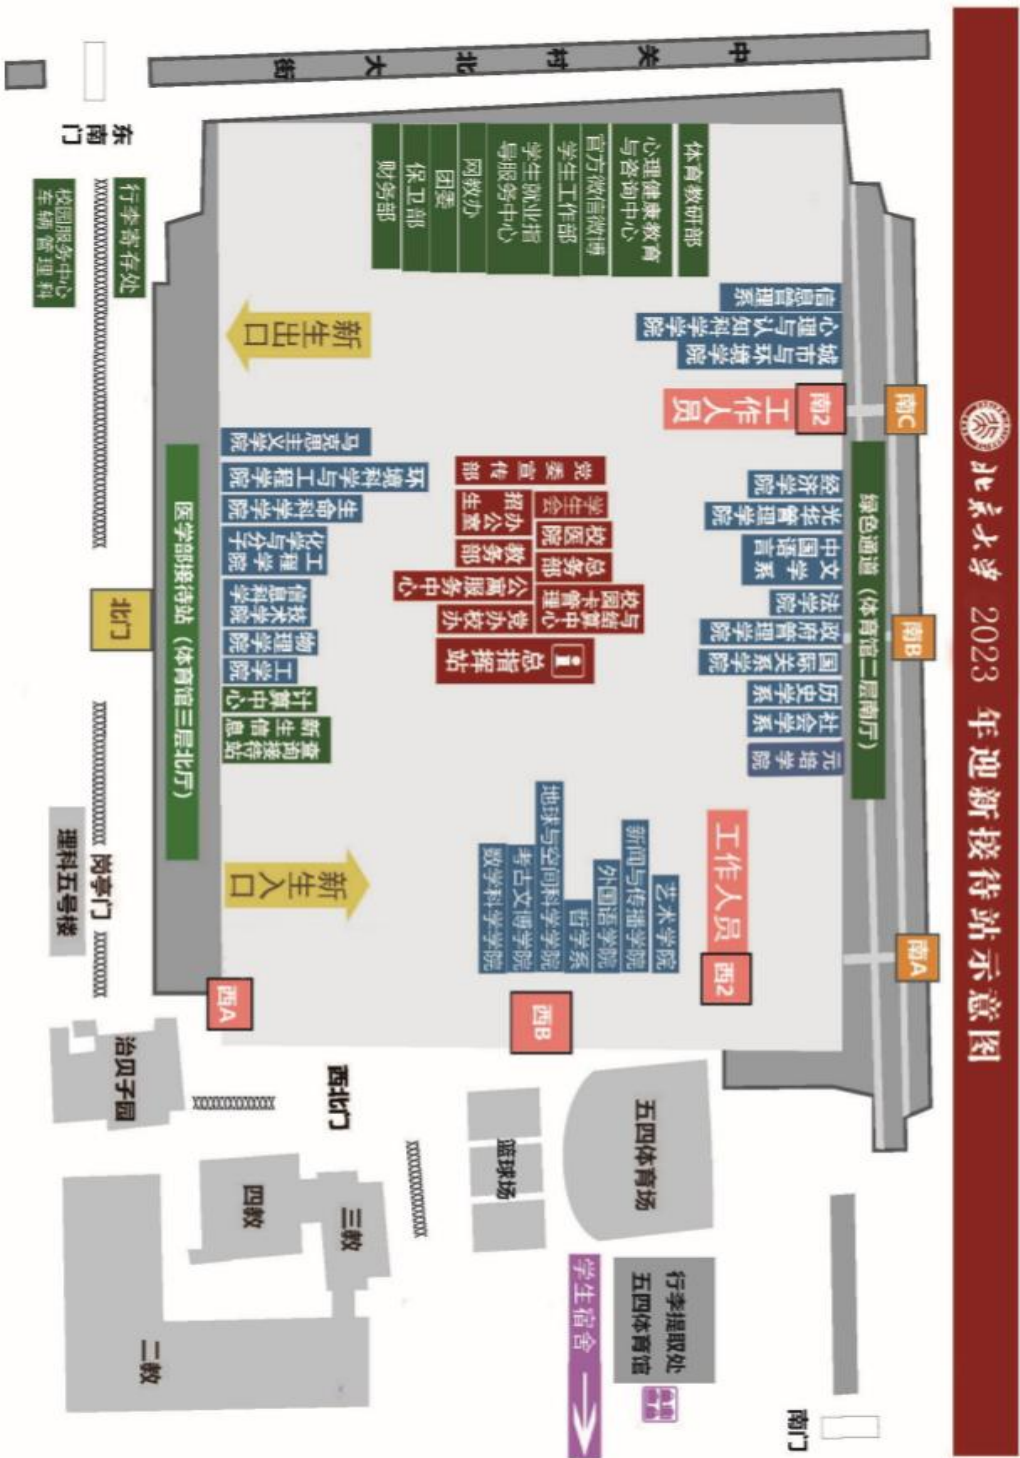 北京大学 2023 年迎新接待站示意图
中关村北大街
南C
南B
南A
绿色通道（体育馆二层南厅）
南2
工作人员
工作人员
西2
体育教研部
心理健康教育
与咨询中心
官方微信微博
学生工作部
学生就业指
导服务中心
网教办
团委
保卫部
财务部
信息管理系
心理与认知科学学院
城市与环境学院
经济学院
光华管理学院
中国语言
文学系
法学院
政府管理学院
国际关系学院
历史学系
社会学系
元培学院
党委宣传部
学生会
校医院
总务部
校园卡管理
与结算中心
招生
办公室
教务部
公寓服务中心
党办校办
总指挥站
艺术学院
新闻与传播学院
外国语学院
哲学系
地球与空间科学学院
考古文博学院
数学科学学院
新生出口
马克思主义学院
环境科学与工程学院
生命科学学院
化学与分子
工程学院
信息科学
技术学院
物理学院
工学院
计算中心
新生信息
查询接待站
新生入口
医学部接待站（体育馆三层北厅）
东南门
行李寄存处
校园服务中心
车辆管理科
北门
岗亭门
理科五号楼
西A
西B
治贝子园
西北门
篮球场
五四体育场
四教
三教
二教
学生宿舍
行李提取处
五四体育馆
南门